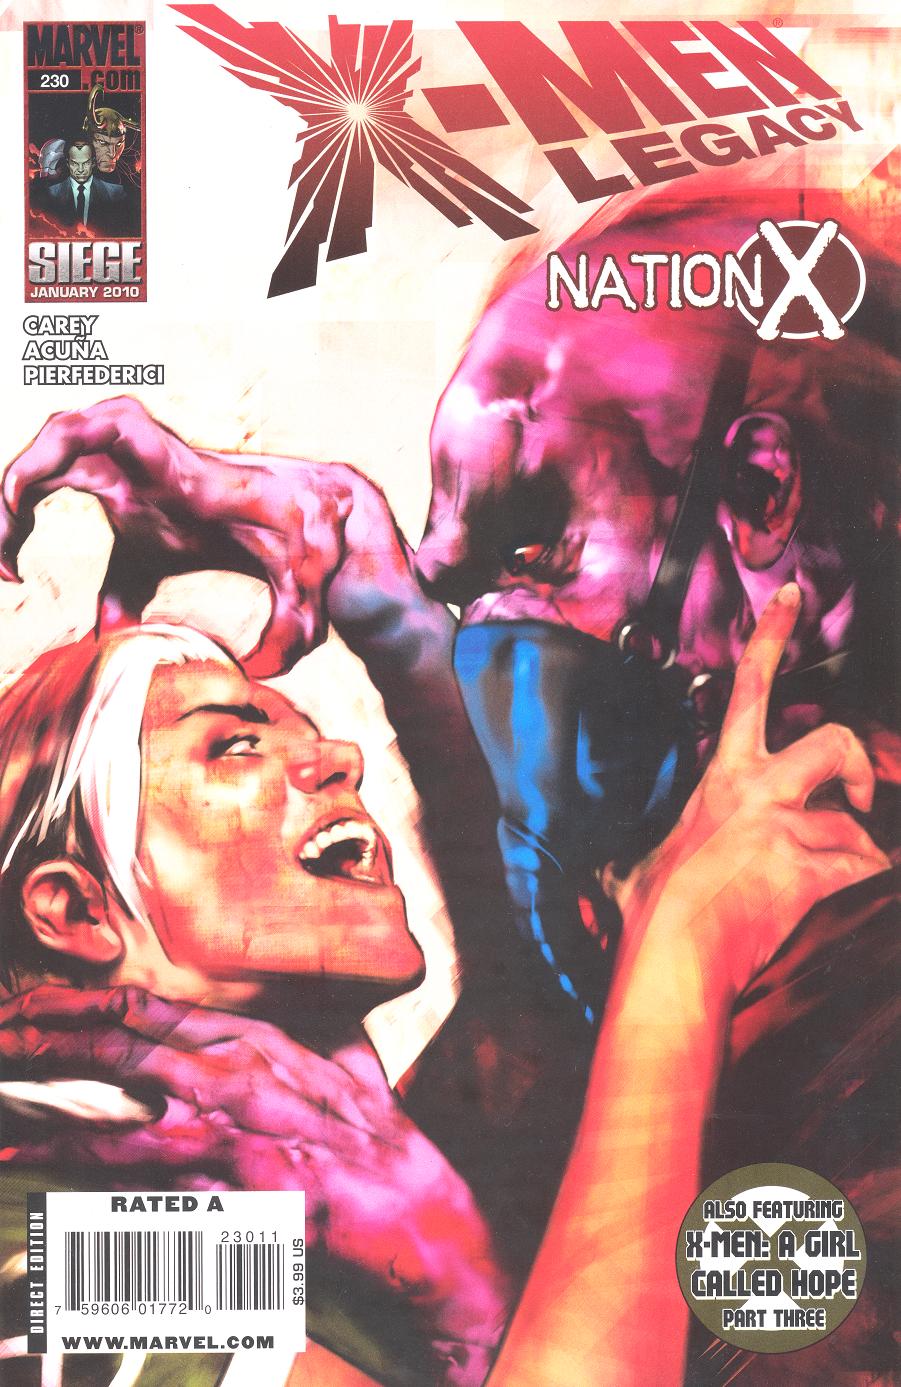 MARVEL®
230 .com
SIEGE
JANUARY 2010
CAREY
ACUÑA
PIERFEDERICI
X-MEN®
LEGACY
NATION X
ALSO FEATURING
X-MEN: A GIRL
CALLED HOPE
PART THREE
DIRECT EDITION
RATED A
23011
7 59606 01772 0
$3.99 US
WWW.MARVEL.COM